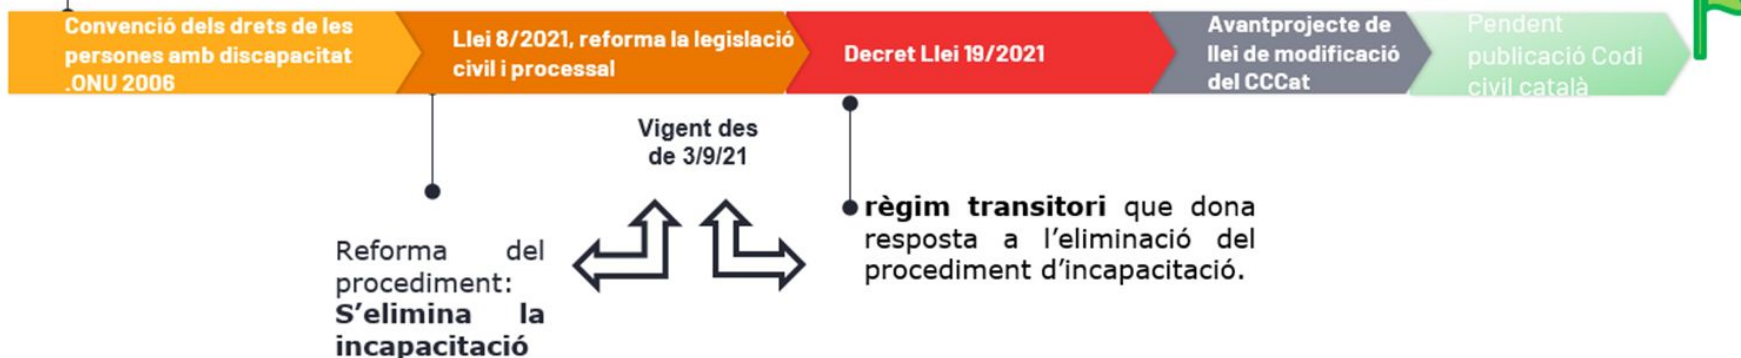 Convenció dels drets de les
persones amb discapacitat
.ONU 2006
Llei 8/2021, reforma la legislació
civil i processal
Decret Llei 19/2021
Avantprojecte de
llei de modificació
del CCCat
Pendent
publicació Codi
civil català
Vigent des
de 3/9/21
Reforma del
procediment:
S'elimina la
incapacitació
règim transitori que dona
resposta a l'eliminació del
procediment d'incapacitació.